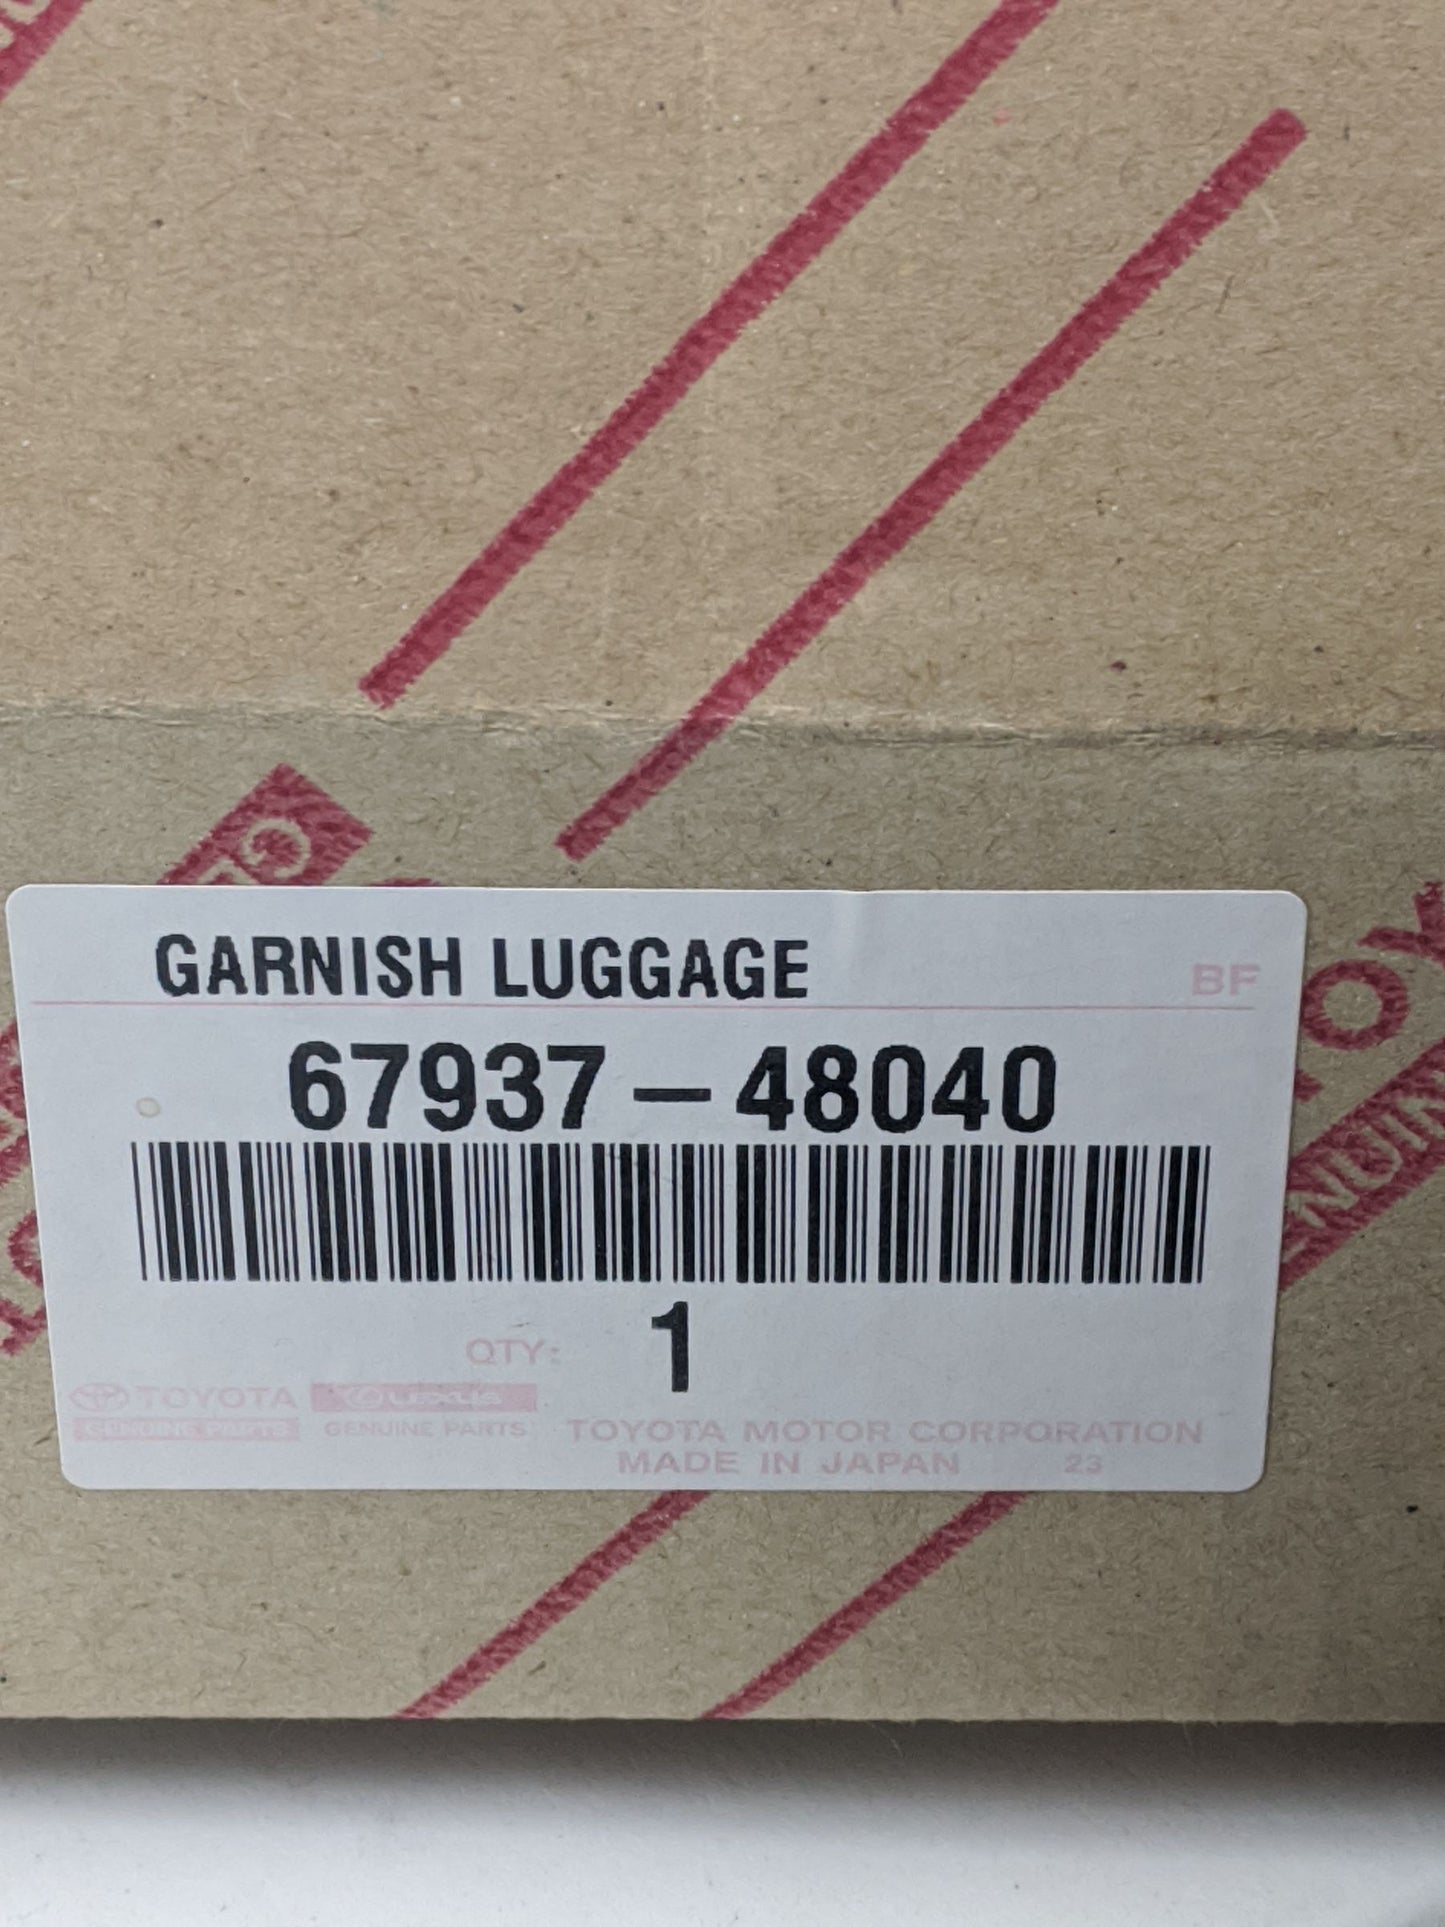 GARNISH LUGGAGE
BF
67937-48040
QTY: 1
TOYOTA LEXUS
GENUINE PARTS GENUINE PARTS
TOYOTA MOTOR CORPORATION
MADE IN JAPAN 23